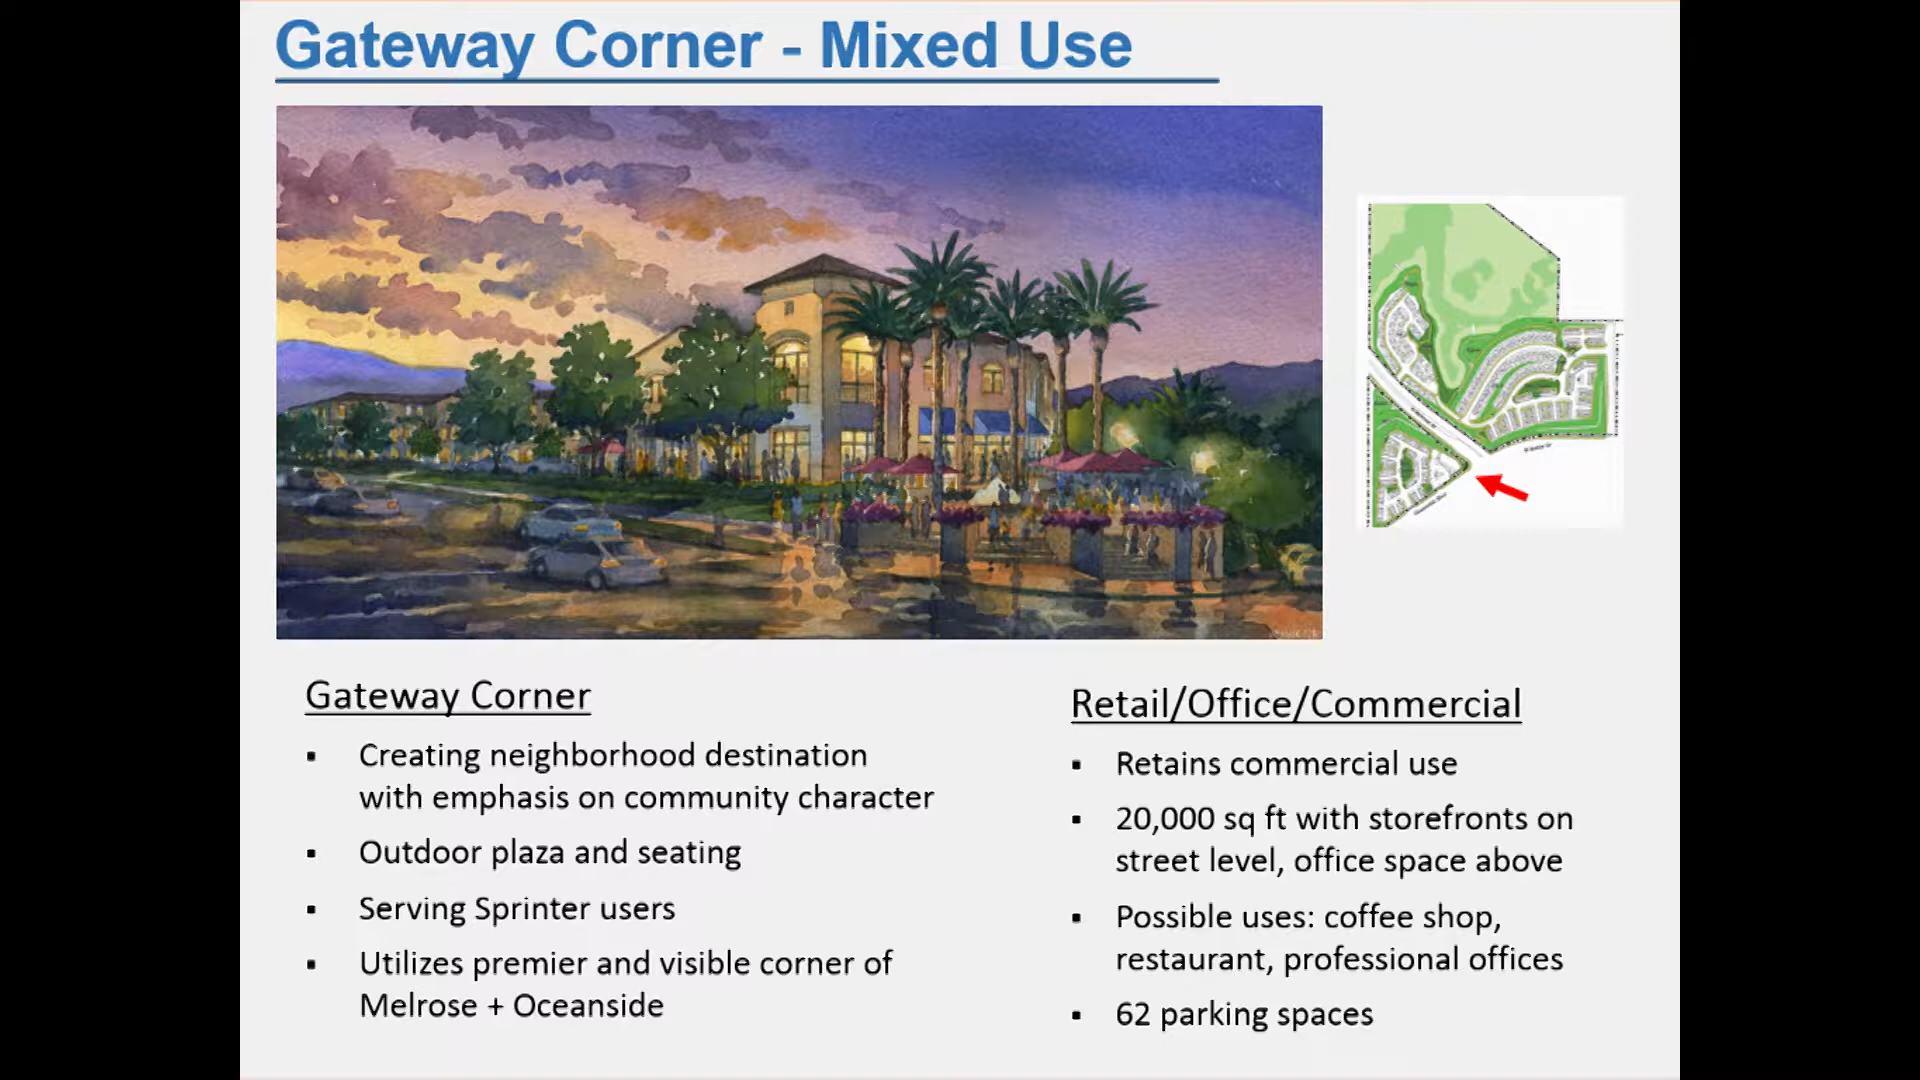 Gateway Corner - Mixed Use
Gateway Corner
▪ Creating neighborhood destination
with emphasis on community character
▪ Outdoor plaza and seating
▪ Serving Sprinter users
▪ Utilizes premier and visible corner of
Melrose + Oceanside
Retail/Office/Commercial
▪ Retains commercial use
▪ 20,000 sq ft with storefronts on
street level, office space above
▪ Possible uses: coffee shop,
restaurant, professional offices
▪ 62 parking spaces